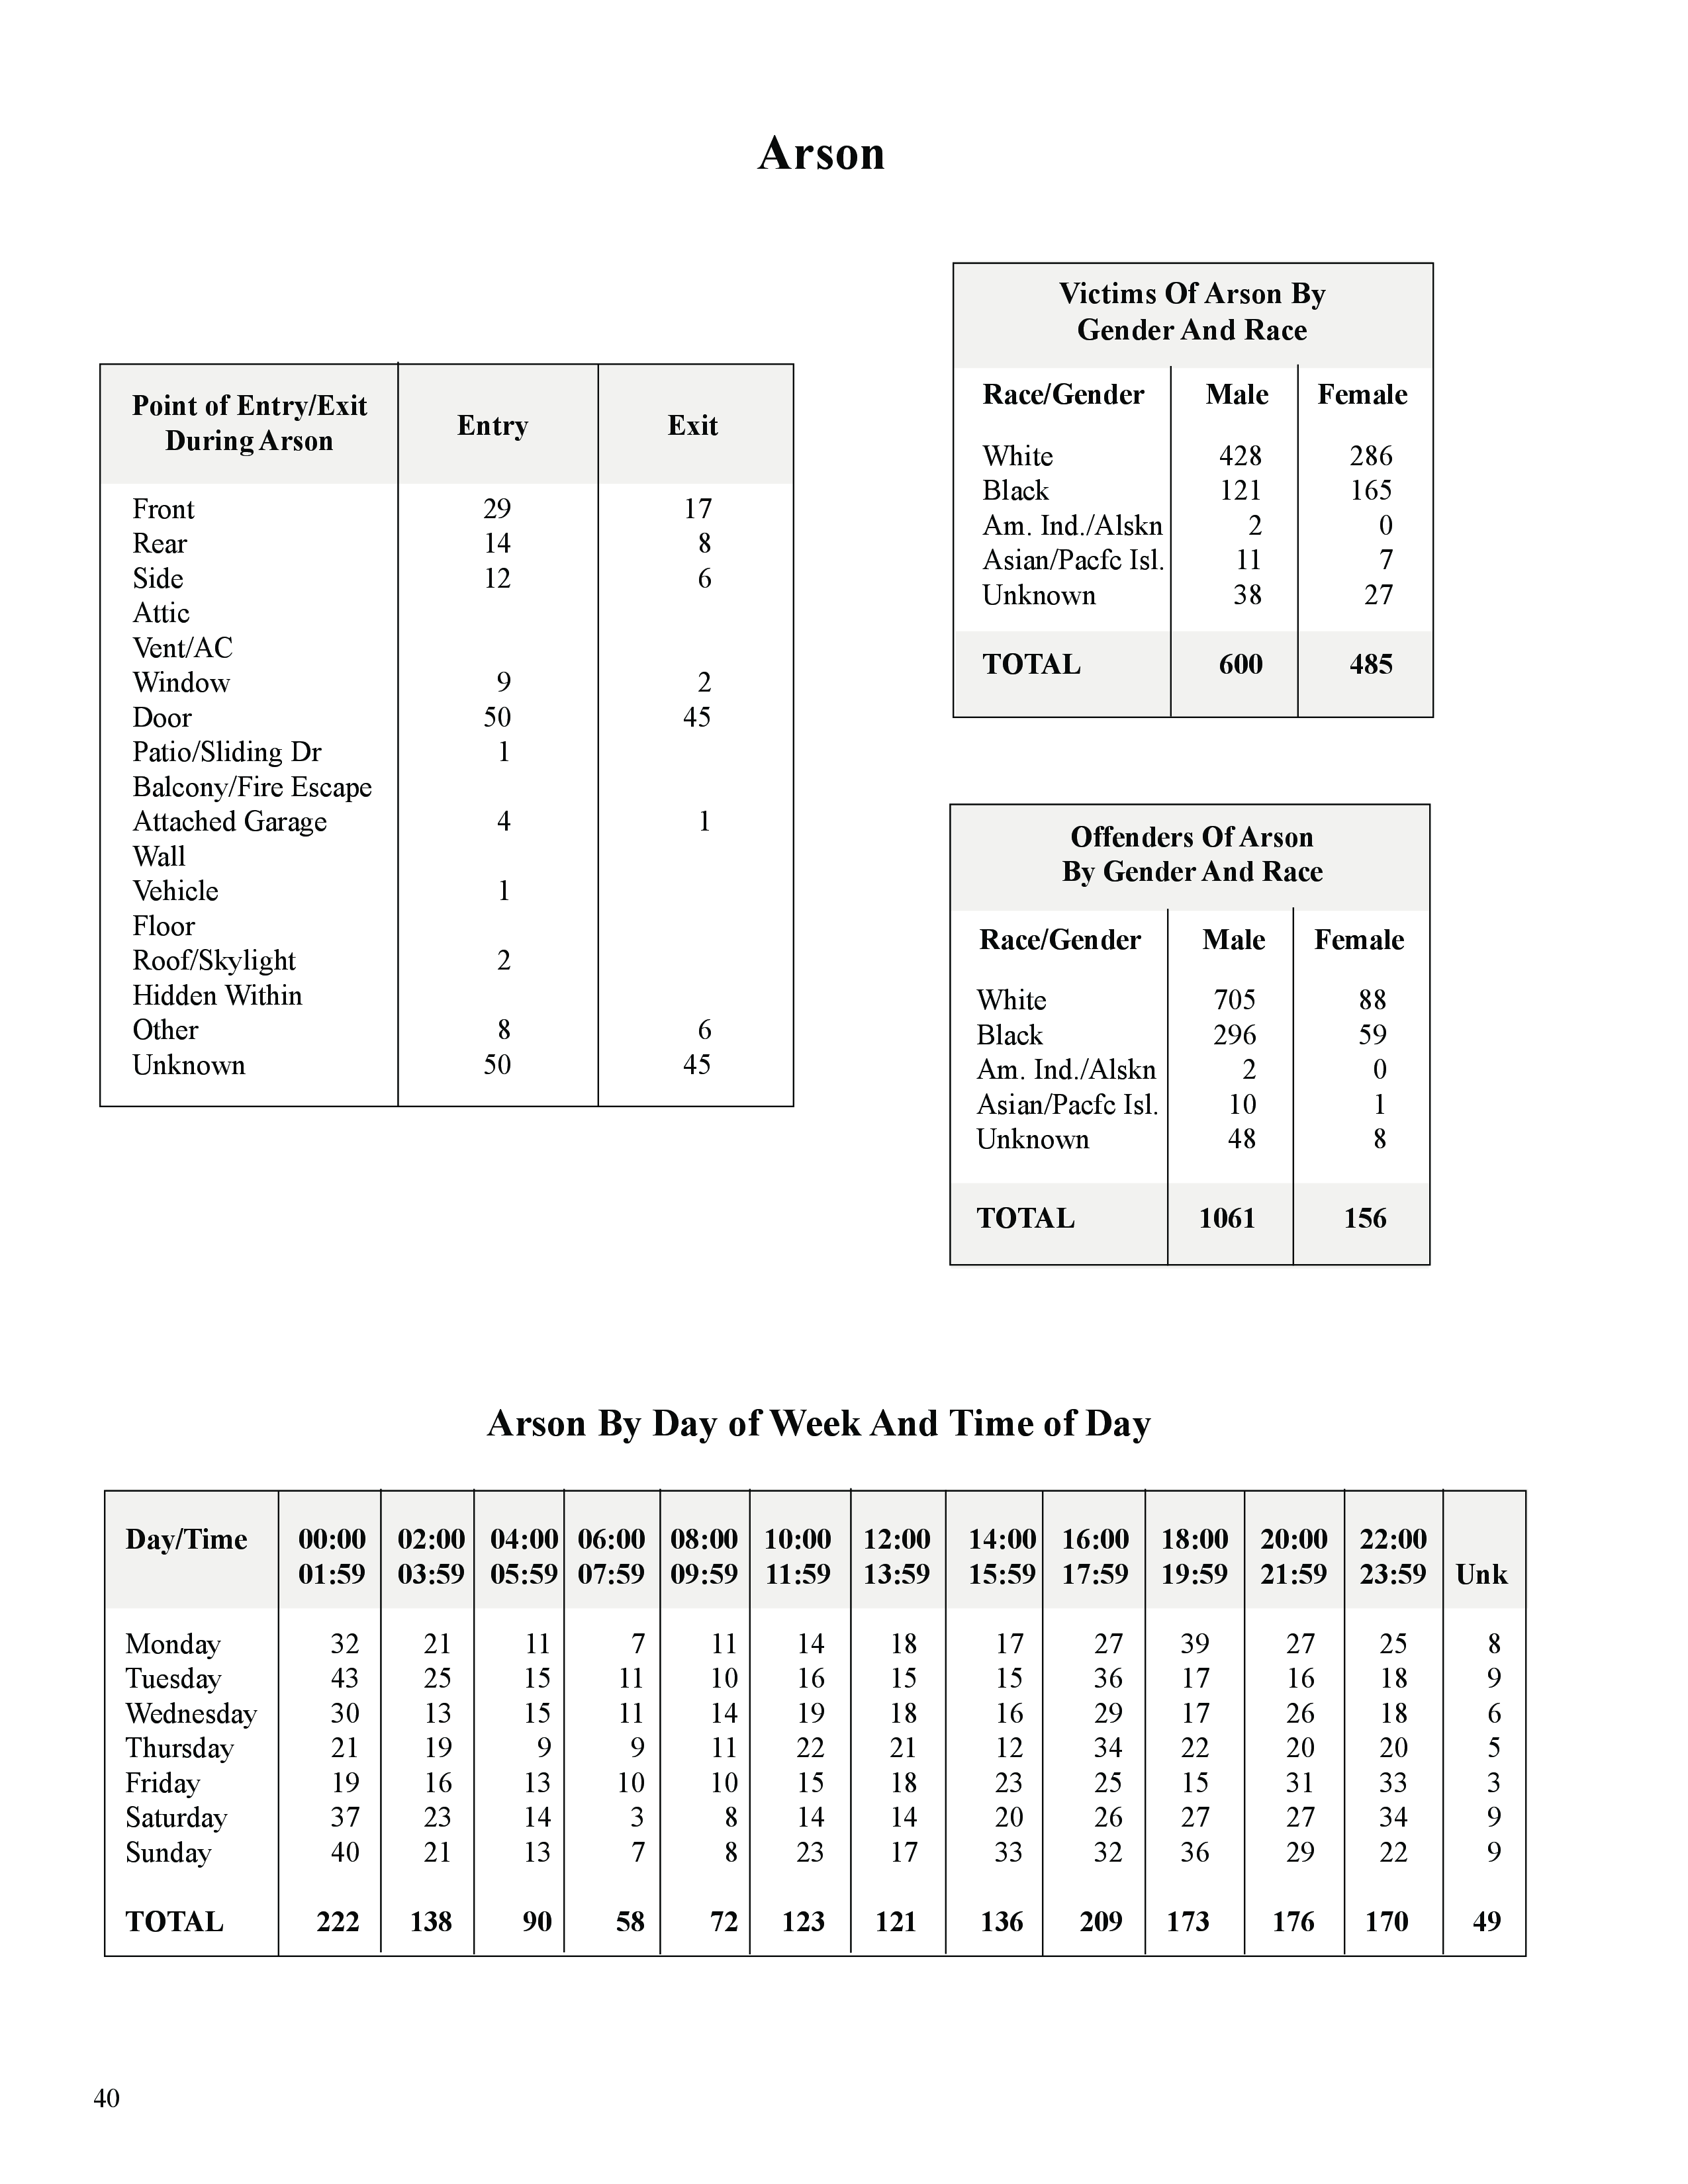 Arson
Point of Entry/Exit During Arson Entry Exit
Front 29 17
Rear 14 8
Side 12 6
Attic
Vent/AC
Window 9 2
Door 50 45
Patio/Sliding Dr 1
Balcony/Fire Escape
Attached Garage 4 1
Wall
Vehicle 1
Floor
Roof/Skylight 2
Hidden Within
Other 8 6
Unknown 50 45
Victims Of Arson By
Gender And Race
Race/Gender Male Female
White 428 286
Black 121 165
Am. Ind./Alskn 2 0
Asian/Pacfc Isl. 11 7
Unknown 38 27
TOTAL 600 485
Offenders Of Arson
By Gender And Race
Race/Gender Male Female
White 705 88
Black 296 59
Am. Ind./Alskn 2 0
Asian/Pacfc Isl. 10 1
Unknown 48 8
TOTAL 1061 156
Arson By Day of Week And Time of Day
Day/Time 00:00 02:00 04:00 06:00 08:00 10:00 12:00 14:00 16:00 18:00 20:00 22:00
01:59 03:59 05:59 07:59 09:59 11:59 13:59 15:59 17:59 19:59 21:59 23:59 Unk
Monday 32 21 11 7 11 14 18 17 27 39 27 25 8
Tuesday 43 25 15 11 10 16 15 15 36 17 16 18 9
Wednesday 30 13 15 11 14 19 18 16 29 17 26 18 6
Thursday 21 19 9 9 11 22 21 12 34 22 20 20 5
Friday 19 16 13 10 10 15 18 23 25 15 31 33 3
Saturday 37 23 14 3 8 14 14 20 26 27 27 34 9
Sunday 40 21 13 7 8 23 17 33 32 36 29 22 9
TOTAL 222 138 90 58 72 123 121 136 209 173 176 170 49
40